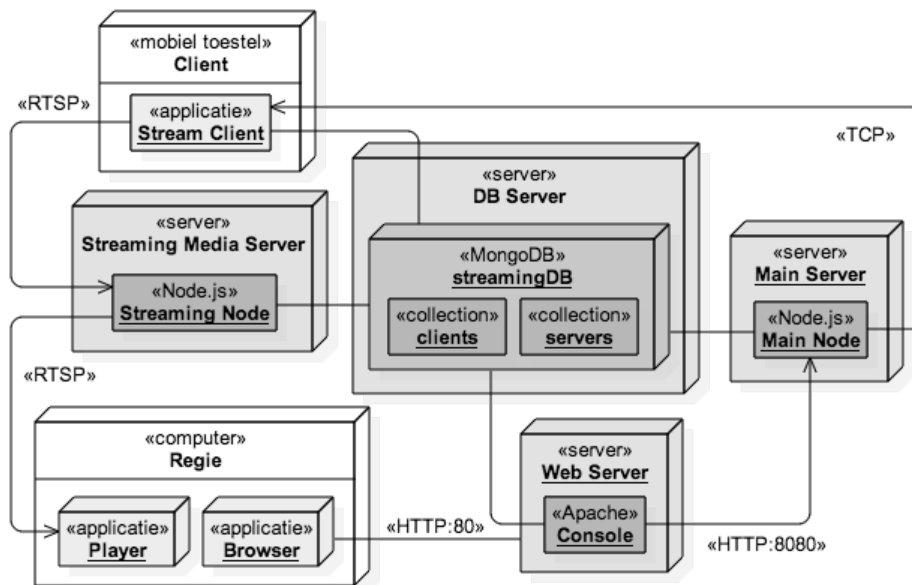 «mobiel toestel»
Client
«applicatie»
Stream Client
«RTSP»
«TCP»
«server»
DB Server
«server»
Streaming Media Server
«Node.js»
Streaming Node
«MongoDB»
streamingDB
«collection»
clients
«collection»
servers
«server»
Main Server
«Node.js»
Main Node
«RTSP»
«computer»
Regie
«applicatie»
Player
«applicatie»
Browser
«HTTP:80»
«server»
Web Server
«Apache»
Console
«HTTP:8080»